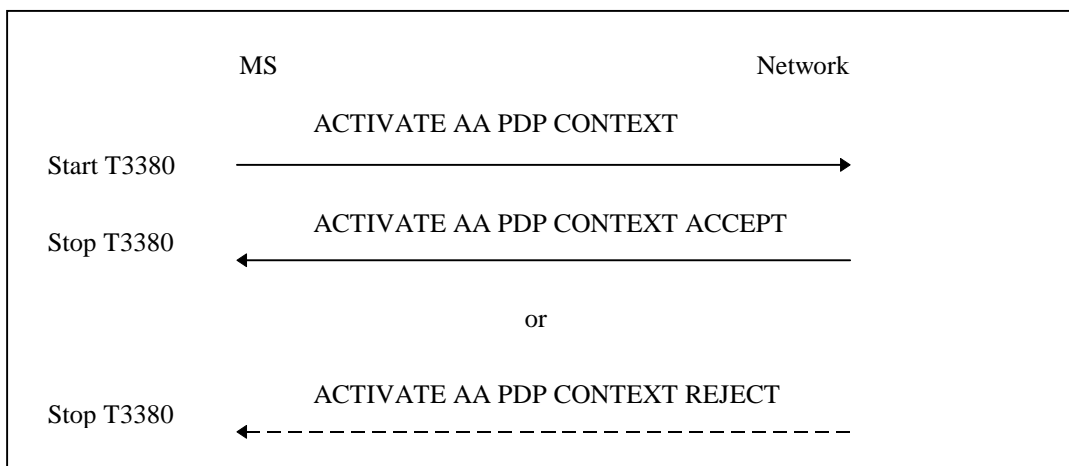 MS Network
ACTIVATE AA PDP CONTEXT
Start T3380
ACTIVATE AA PDP CONTEXT ACCEPT
Stop T3380
or
ACTIVATE AA PDP CONTEXT REJECT
Stop T3380